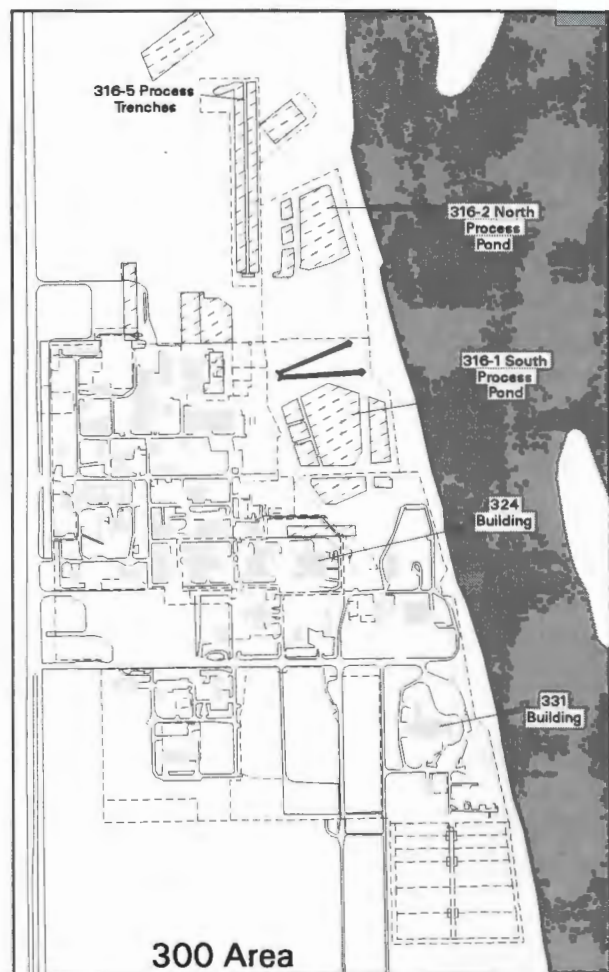 316-5 Process
Trenches
316-2 North
Process
Pond
316-1 South
Process
Pond
324
Building
331
Building
300 Area